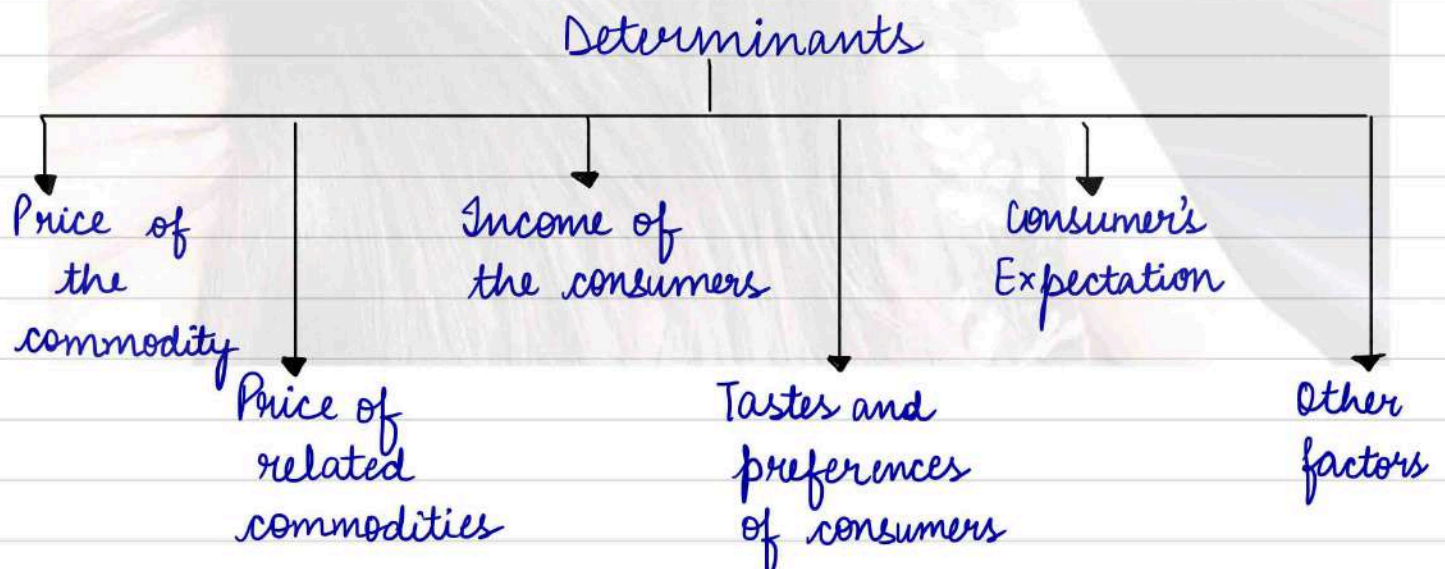 Determinants
Price of
the
commodity
Price of
related
commodities
Income of
the consumers
Tastes and
preferences
of consumers
Consumer's
Expectation
Other
factors